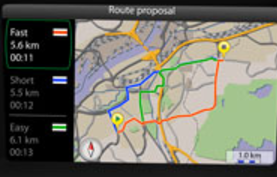 Route proposal
Fast
5.6 km
00:11
Short
5.5 km
00:12
Easy
6.1 km
00:13
1.0 km